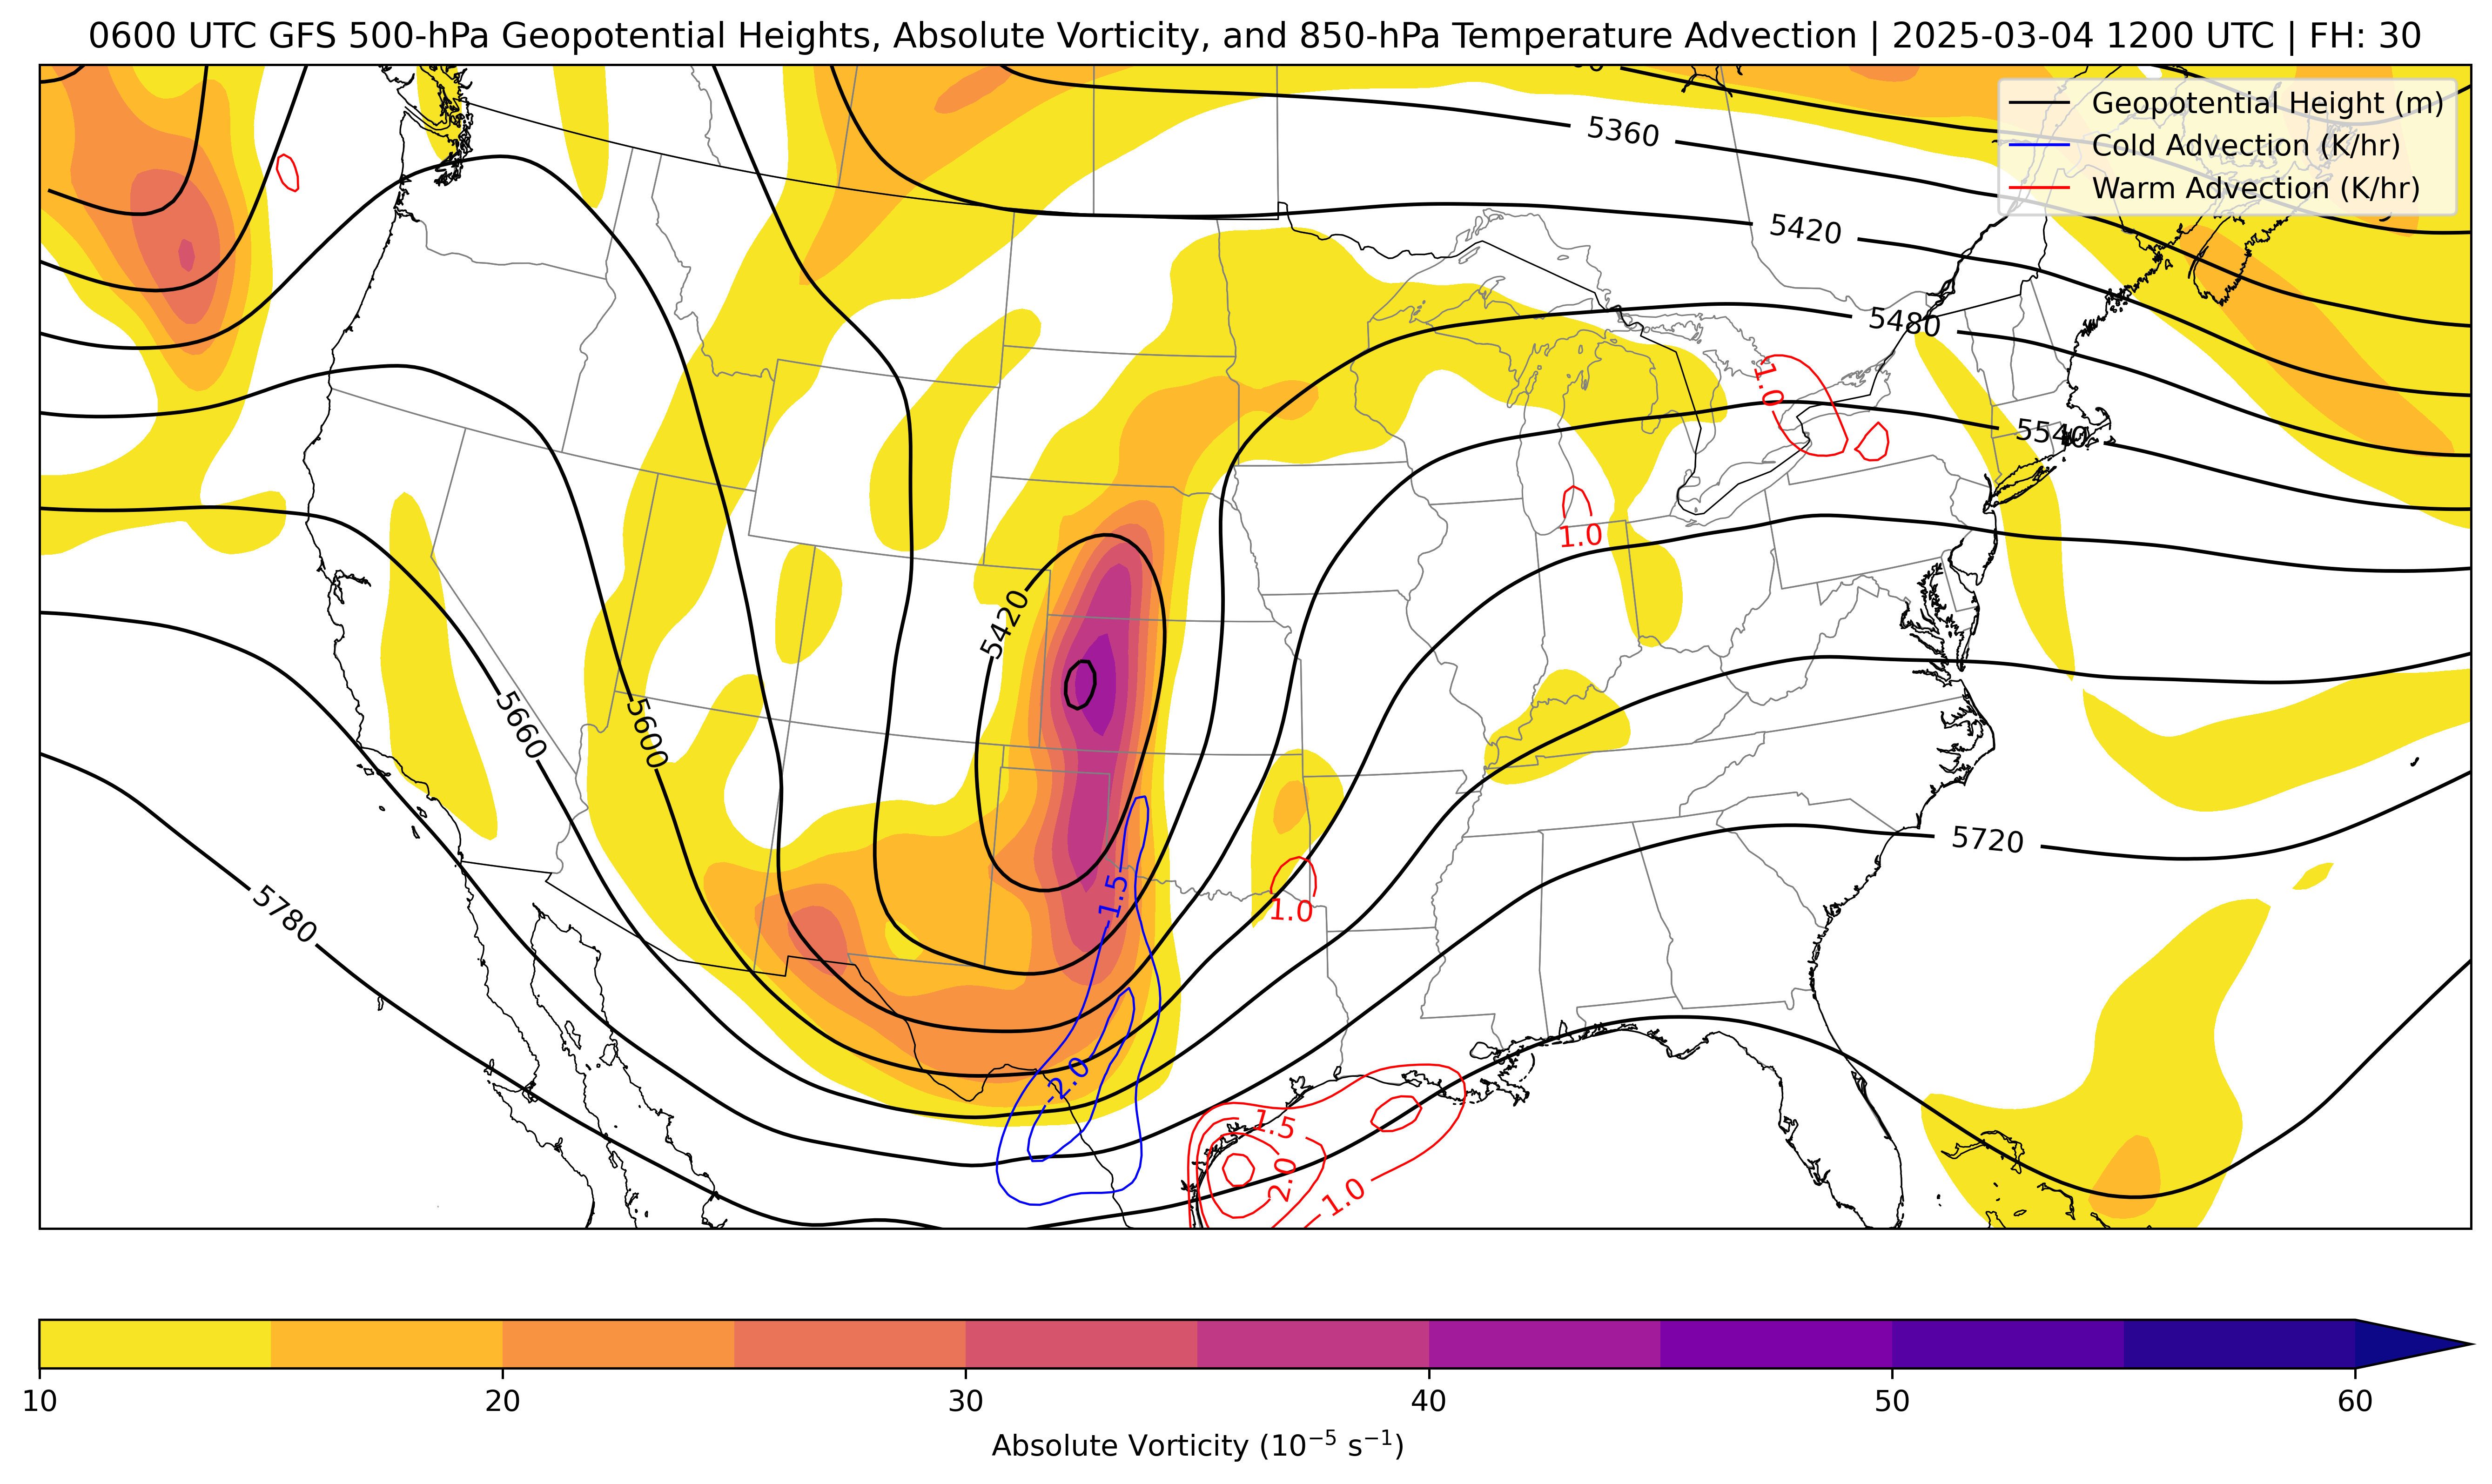 0600 UTC GFS 500-hPa Geopotential Heights, Absolute Vorticity, and 850-hPa Temperature Advection | 2025-03-04 1200 UTC | FH: 30
Geopotential Height (m)
Cold Advection (K/hr)
Warm Advection (K/hr)
5360
5420
5480
1.0
5540
1.0
5420
5660
5600
5720
-1.5
1.0
5780
-2.0
1.5
2.0
1.0
10 20 30 40 50 60
Absolute Vorticity (10⁻⁵ s⁻¹)